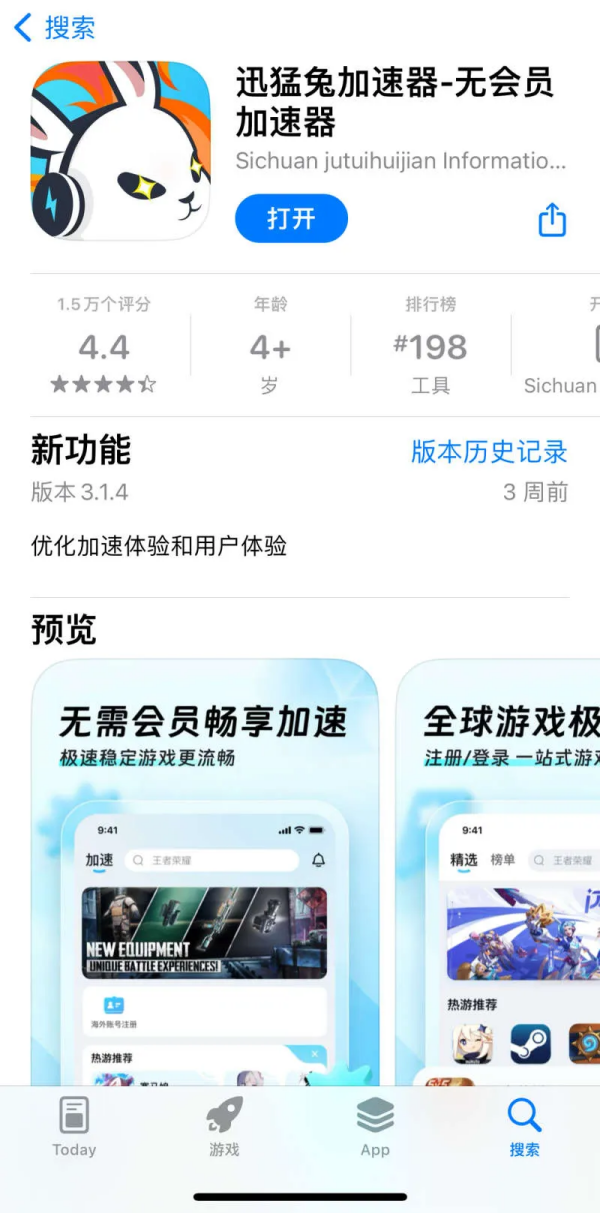 搜索
迅猛兔加速器-无会员
加速器
Sichuan jutuihuijian Informatio...
打开
1.5万个评分
年龄
排行榜
4.4
4+
#198
岁
工具
Sichuan
新功能
版本历史记录
版本 3.1.4
3 周前
优化加速体验和用户体验
预览
无需会员畅享加速
极速稳定游戏更流畅
9:41
加速
王者荣耀
NEW EQUIPMENT
UNIQUE BATTLE EXPERIENCES!
海外账号注册
热游推荐
全球游戏极
注册/登录 一站式游
9:41
精选
榜单
王者荣耀
热游推荐
Today
游戏
App
搜索